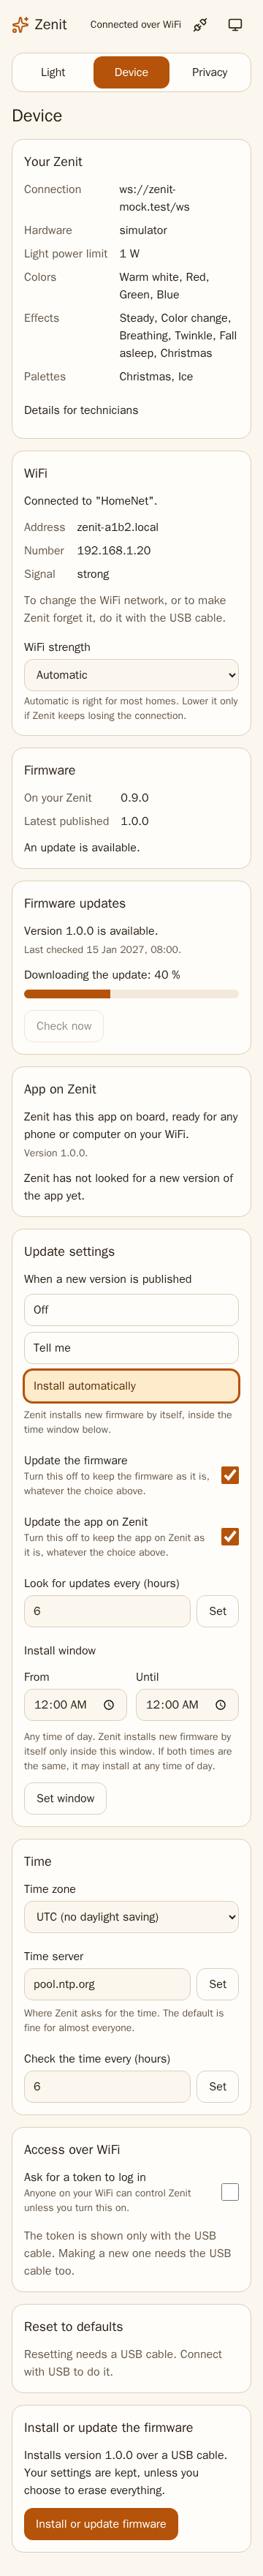 Zenit
Connected over WiFi
Light
Device
Privacy
Device
Your Zenit
Connection
ws://zenit-
mock.test/ws
Hardware
simulator
Light power limit
1 W
Colors
Warm white, Red,
Green, Blue
Effects
Steady, Color change,
Breathing, Twinkle, Fall
asleep, Christmas
Palettes
Christmas, Ice
Details for technicians
WiFi
Connected to "HomeNet".
Address
zenit-a1b2.local
Number
192.168.1.20
Signal
strong
To change the WiFi network, or to make
Zenit forget it, do it with the USB cable.
WiFi strength
Automatic
Automatic is right for most homes. Lower it only
if Zenit keeps losing the connection.
Firmware
On your Zenit
0.9.0
Latest published
1.0.0
An update is available.
Firmware updates
Version 1.0.0 is available.
Last checked 15 Jan 2027, 08:00.
Downloading the update: 40 %
Check now
App on Zenit
Zenit has this app on board, ready for any
phone or computer on your WiFi.
Version 1.0.0.
Zenit has not looked for a new version of
the app yet.
Update settings
When a new version is published
Off
Tell me
Install automatically
Zenit installs new firmware by itself, inside the
time window below.
Update the firmware
Turn this off to keep the firmware as it is,
whatever the choice above.
Update the app on Zenit
Turn this off to keep the app on Zenit as
it is, whatever the choice above.
Look for updates every (hours)
6
Set
Install window
From
Until
12:00 AM
12:00 AM
Any time of day. Zenit installs new firmware by
itself only inside this window. If both times are
the same, it may install at any time of day.
Set window
Time
Time zone
UTC (no daylight saving)
Time server
pool.ntp.org
Set
Where Zenit asks for the time. The default is
fine for almost everyone.
Check the time every (hours)
6
Set
Access over WiFi
Ask for a token to log in
Anyone on your WiFi can control Zenit
unless you turn this on.
The token is shown only with the USB
cable. Making a new one needs the USB
cable too.
Reset to defaults
Resetting needs a USB cable. Connect
with USB to do it.
Install or update the firmware
Installs version 1.0.0 over a USB cable.
Your settings are kept, unless you
choose to erase everything.
Install or update firmware